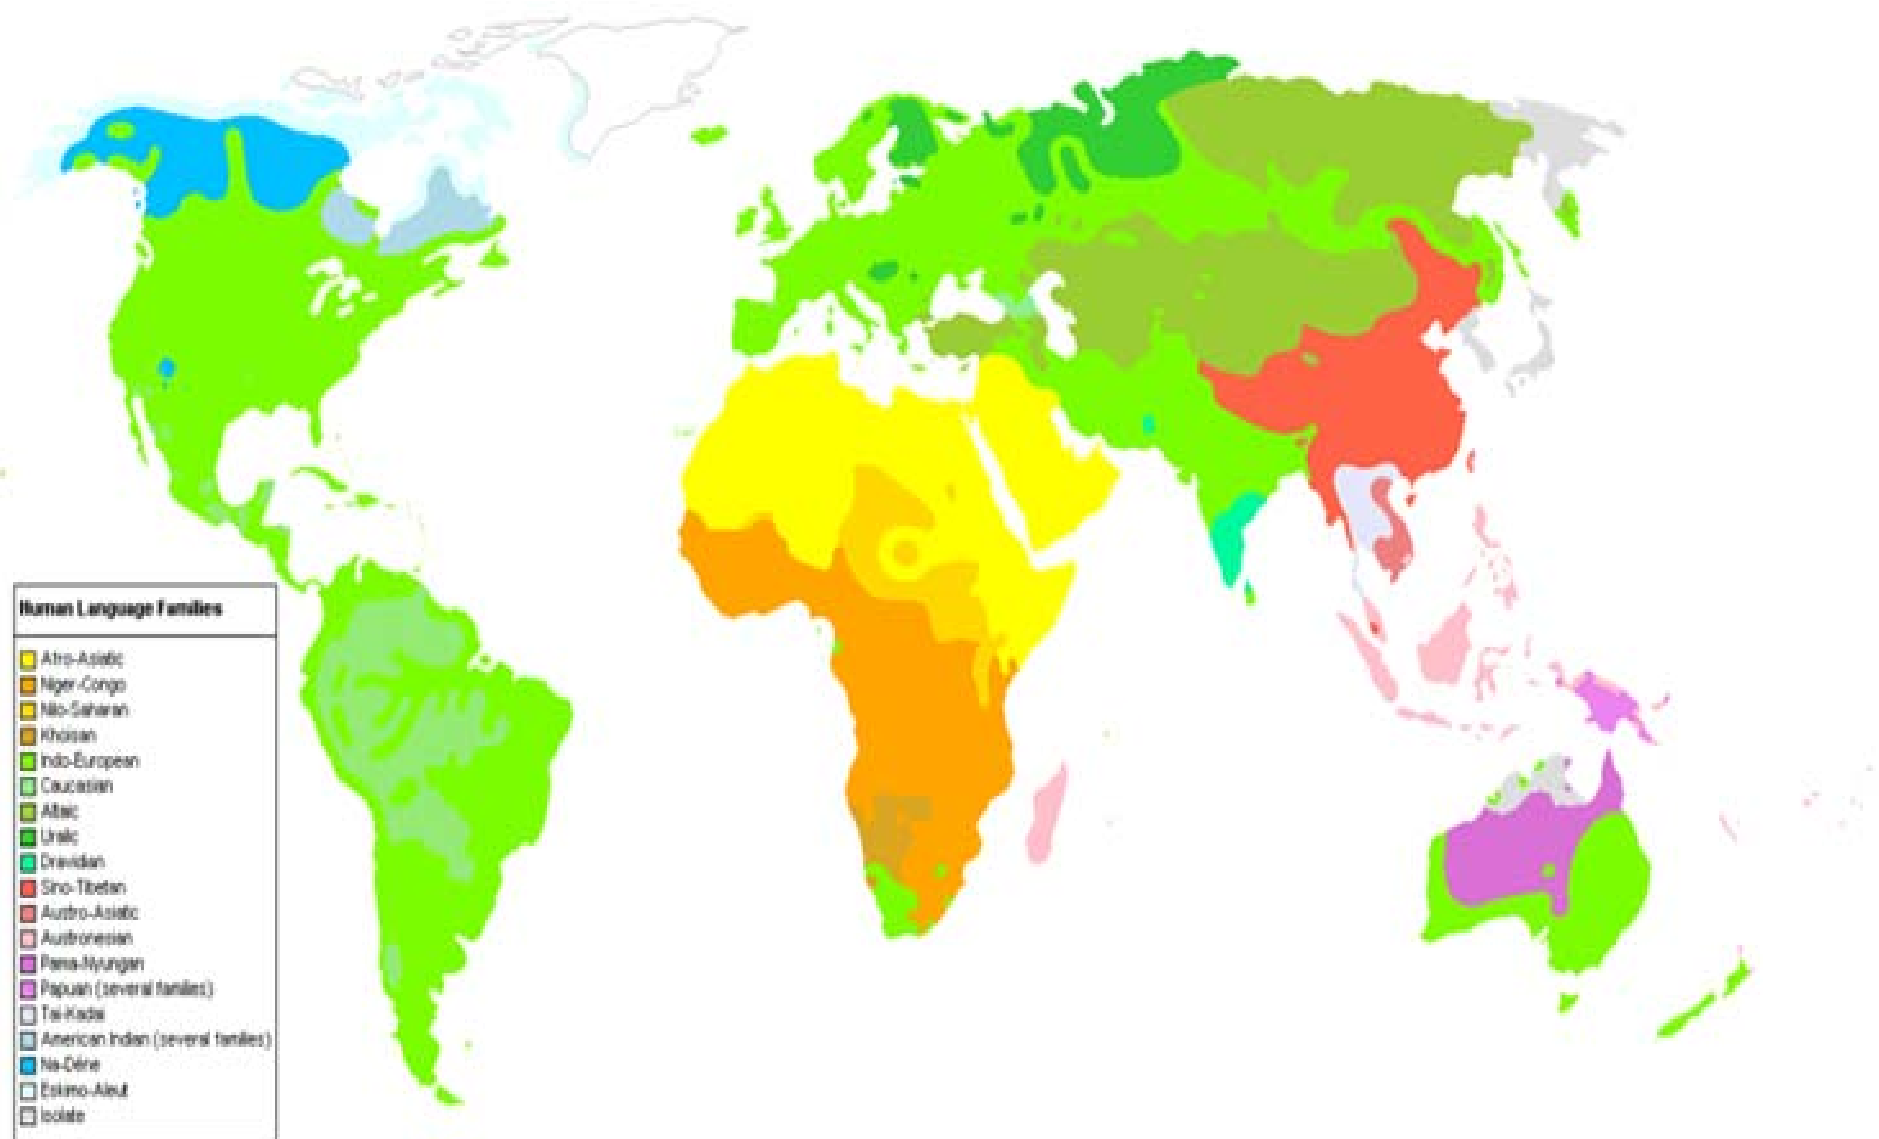 Human Language Families
Afro-Asiatic
Niger-Congo
Nilo-Saharan
Khoisan
Indo-European
Caucasian
Altaic
Uralic
Dravidian
Sino-Tibetan
Austro-Asiatic
Austronesian
Pama-Nyungan
Papuan (several families)
Tai-Kadai
American Indian (several families)
Na-Déne
Eskimo-Aleut
Isolate